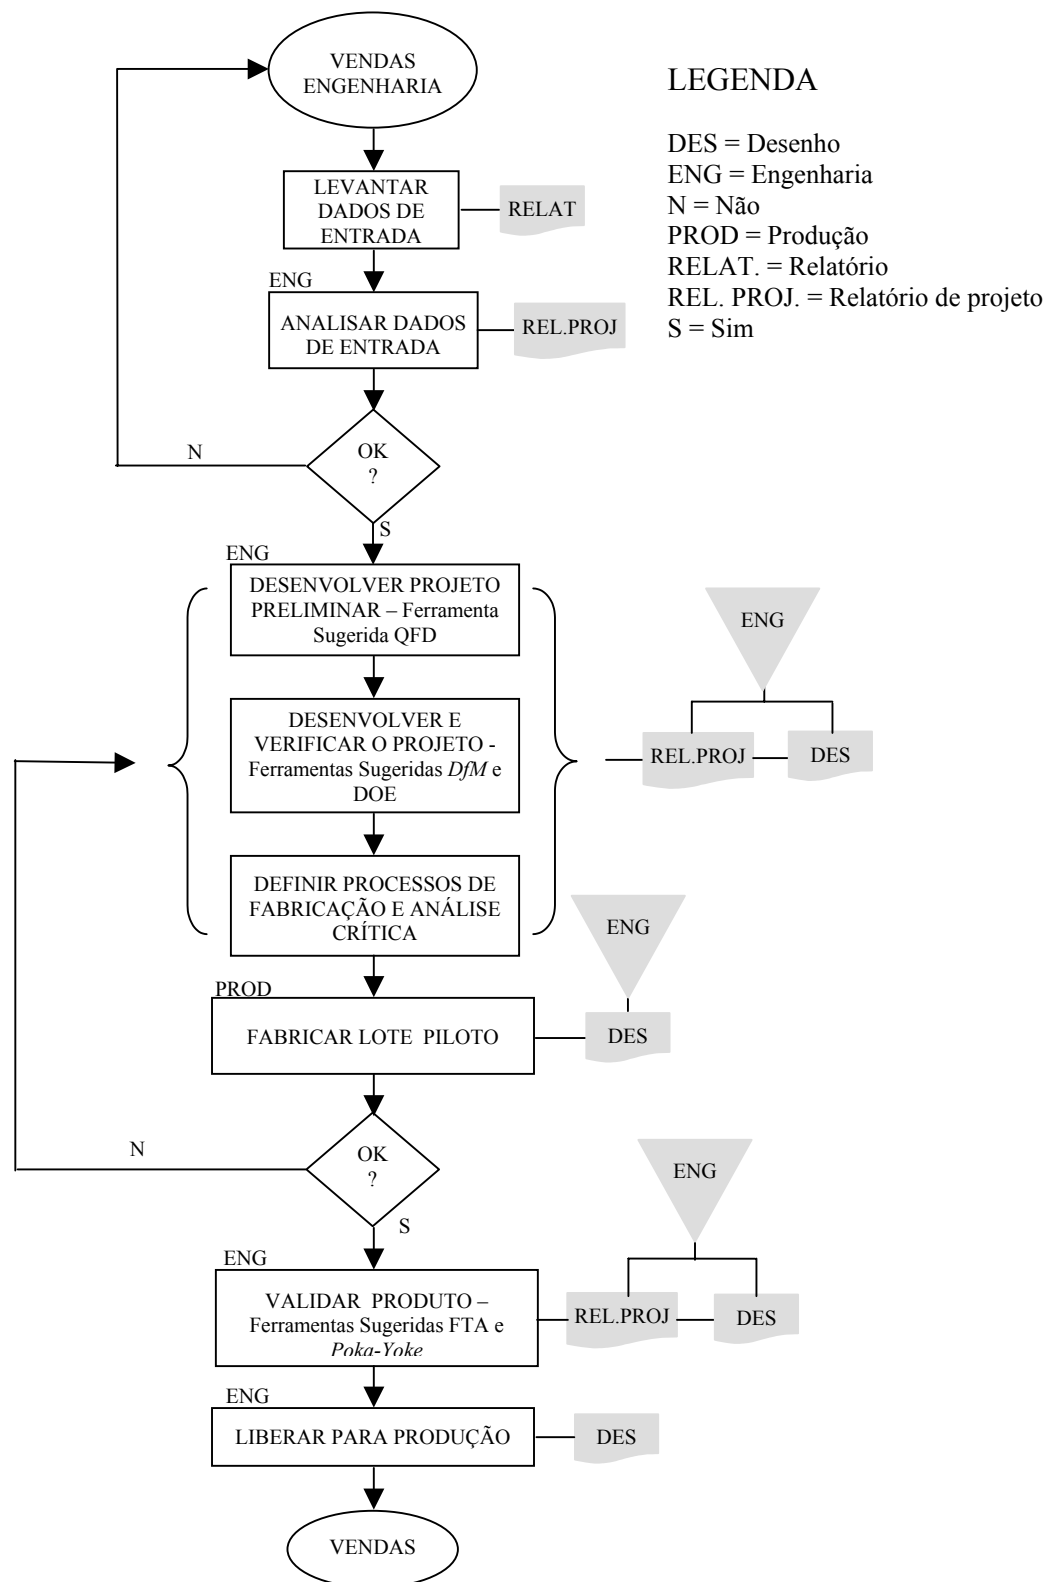 VENDAS
ENGENHARIA
LEGENDA
DES = Desenho
ENG = Engenharia
N = Não
PROD = Produção
RELAT. = Relatório
REL. PROJ. = Relatório de projeto
S = Sim
LEVANTAR
DADOS DE
ENTRADA
RELAT
ENG
ANALISAR DADOS
DE ENTRADA
REL.PROJ
OK
?
N
S
ENG
DESENVOLVER PROJETO
PRELIMINAR – Ferramenta
Sugerida QFD
ENG
DESENVOLVER E
VERIFICAR O PROJETO -
Ferramentas Sugeridas DfM e
DOE
REL.PROJ
DES
DEFINIR PROCESSOS DE
FABRICAÇÃO E ANÁLISE
CRÍTICA
ENG
PROD
FABRICAR LOTE PILOTO
DES
OK
?
N
S
ENG
ENG
VALIDAR PRODUTO –
Ferramentas Sugeridas FTA e
Poka-Yoke
REL.PROJ
DES
ENG
LIBERAR PARA PRODUÇÃO
DES
VENDAS